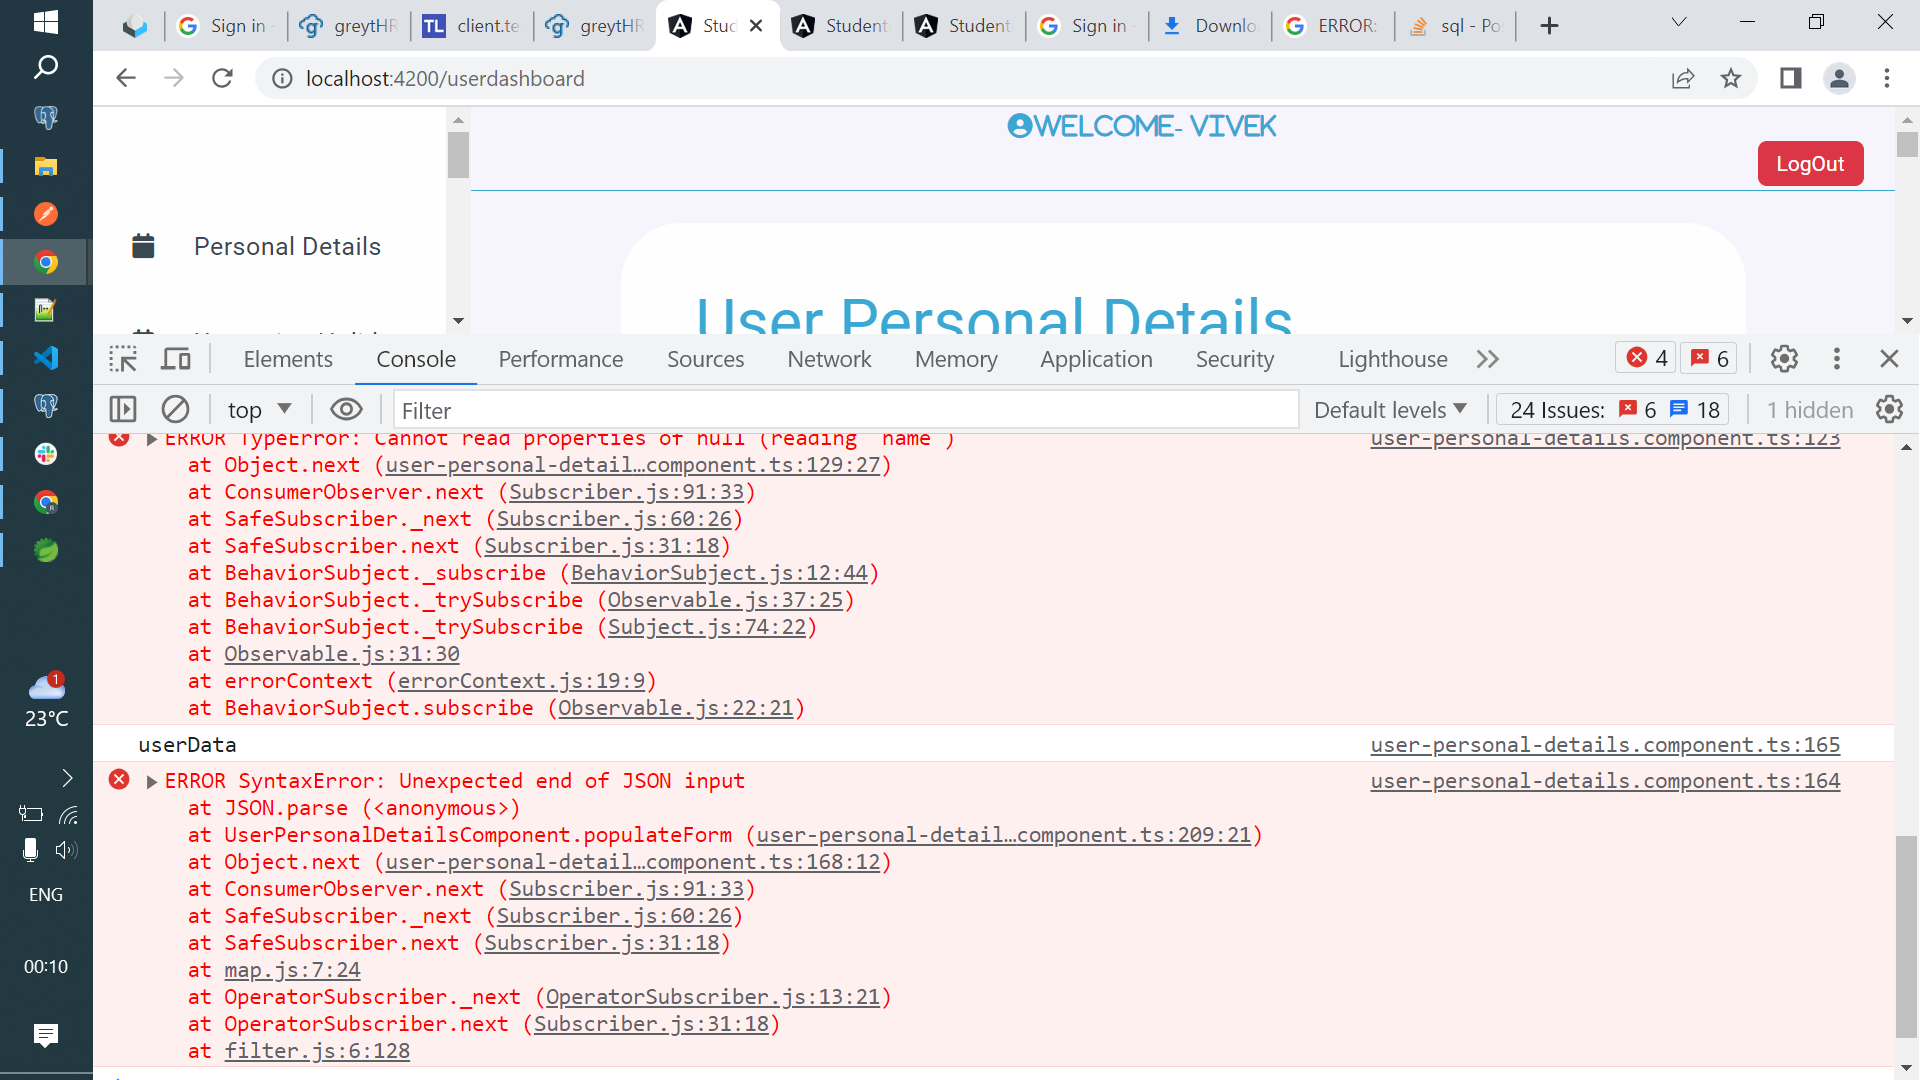 Sign in
greytHR
client.te
greytHR
Stud
Student
Student
Sign in
Downlo
ERROR:
sql - Po
localhost:4200/userdashboard
WELCOME- VIVEK
LogOut
Personal Details
User Personal Details
Elements Console Performance Sources Network Memory Application Security Lighthouse
4 6
top
Filter
Default levels
24 Issues: 6 18
1 hidden
ERROR TypeError: Cannot read properties of null (reading 'name') user-personal-details.component.ts:123
at Object.next (user-personal-detail…component.ts:129:27)
at ConsumerObserver.next (Subscriber.js:91:33)
at SafeSubscriber._next (Subscriber.js:60:26)
at SafeSubscriber.next (Subscriber.js:31:18)
at BehaviorSubject._subscribe (BehaviorSubject.js:12:44)
at BehaviorSubject._trySubscribe (Observable.js:37:25)
at BehaviorSubject._trySubscribe (Subject.js:74:22)
at Observable.js:31:30
at errorContext (errorContext.js:19:9)
at BehaviorSubject.subscribe (Observable.js:22:21)
userData user-personal-details.component.ts:165
ERROR SyntaxError: Unexpected end of JSON input user-personal-details.component.ts:164
at JSON.parse (<anonymous>)
at UserPersonalDetailsComponent.populateForm (user-personal-detail…component.ts:209:21)
at Object.next (user-personal-detail…component.ts:168:12)
at ConsumerObserver.next (Subscriber.js:91:33)
at SafeSubscriber._next (Subscriber.js:60:26)
at SafeSubscriber.next (Subscriber.js:31:18)
at map.js:7:24
at OperatorSubscriber._next (OperatorSubscriber.js:13:21)
at OperatorSubscriber.next (Subscriber.js:31:18)
at filter.js:6:128
1
23°C
ENG
00:10